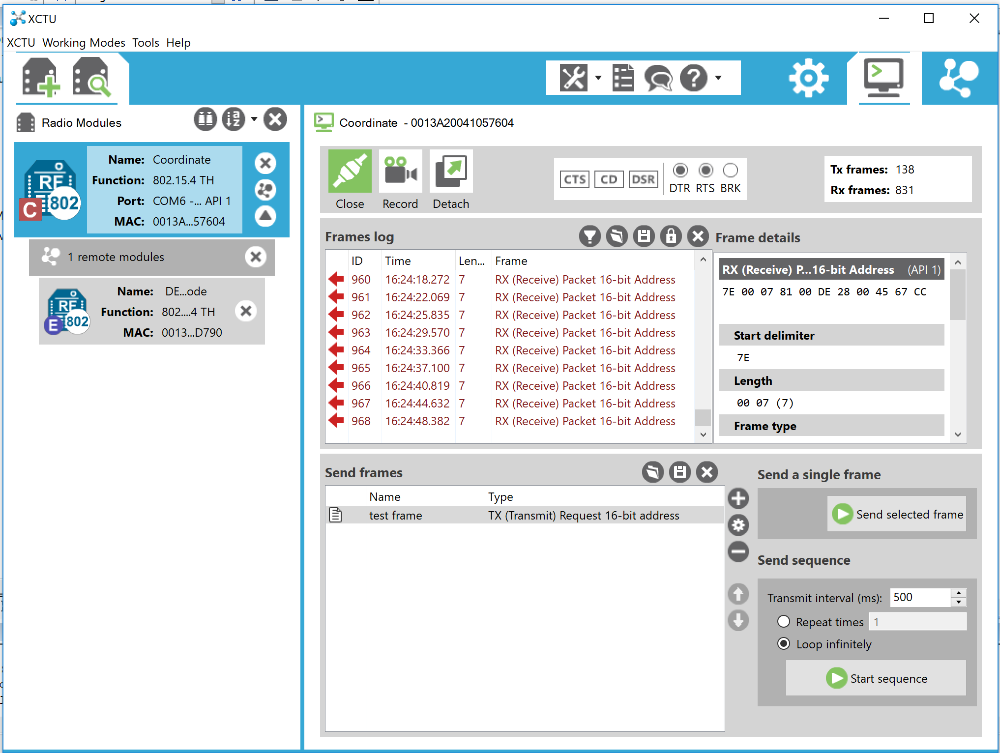 XCTU
XCTU Working Modes Tools Help
Radio Modules
Name: Coordinate
Function: 802.15.4 TH
Port: COM6 -... API 1
MAC: 0013A...57604
RF
802
C
1 remote modules
Name: DE...ode
Function: 802....4 TH
MAC: 0013...D790
RF
802
E
Coordinate - 0013A20041057604
Close Record Detach
CTS CD DSR DTR RTS BRK
Tx frames: 138
Rx frames: 831
Frames log
ID Time Len... Frame
960 16:24:18.272 7 RX (Receive) Packet 16-bit Address
961 16:24:22.069 7 RX (Receive) Packet 16-bit Address
962 16:24:25.835 7 RX (Receive) Packet 16-bit Address
963 16:24:29.570 7 RX (Receive) Packet 16-bit Address
964 16:24:33.366 7 RX (Receive) Packet 16-bit Address
965 16:24:37.100 7 RX (Receive) Packet 16-bit Address
966 16:24:40.819 7 RX (Receive) Packet 16-bit Address
967 16:24:44.632 7 RX (Receive) Packet 16-bit Address
968 16:24:48.382 7 RX (Receive) Packet 16-bit Address
Frame details
RX (Receive) P...16-bit Address (API 1)
7E 00 07 81 00 DE 28 00 45 67 CC
Start delimiter
7E
Length
00 07 (7)
Frame type
Send frames
Name Type
test frame TX (Transmit) Request 16-bit address
Send a single frame
Send selected frame
Send sequence
Transmit interval (ms): 500
Repeat times 1
Loop infinitely
Start sequence